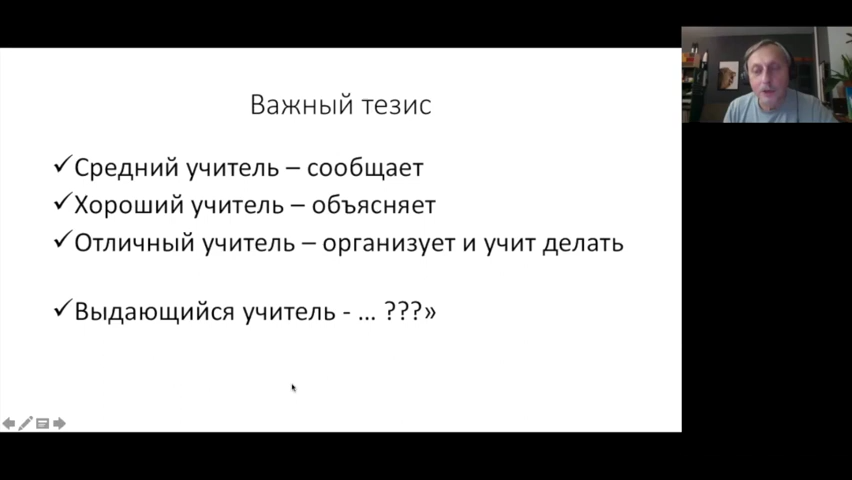 Важный тезис
✓Средний учитель – сообщает
✓Хороший учитель – объясняет
✓Отличный учитель – организует и учит делать
✓Выдающийся учитель - ... ???»